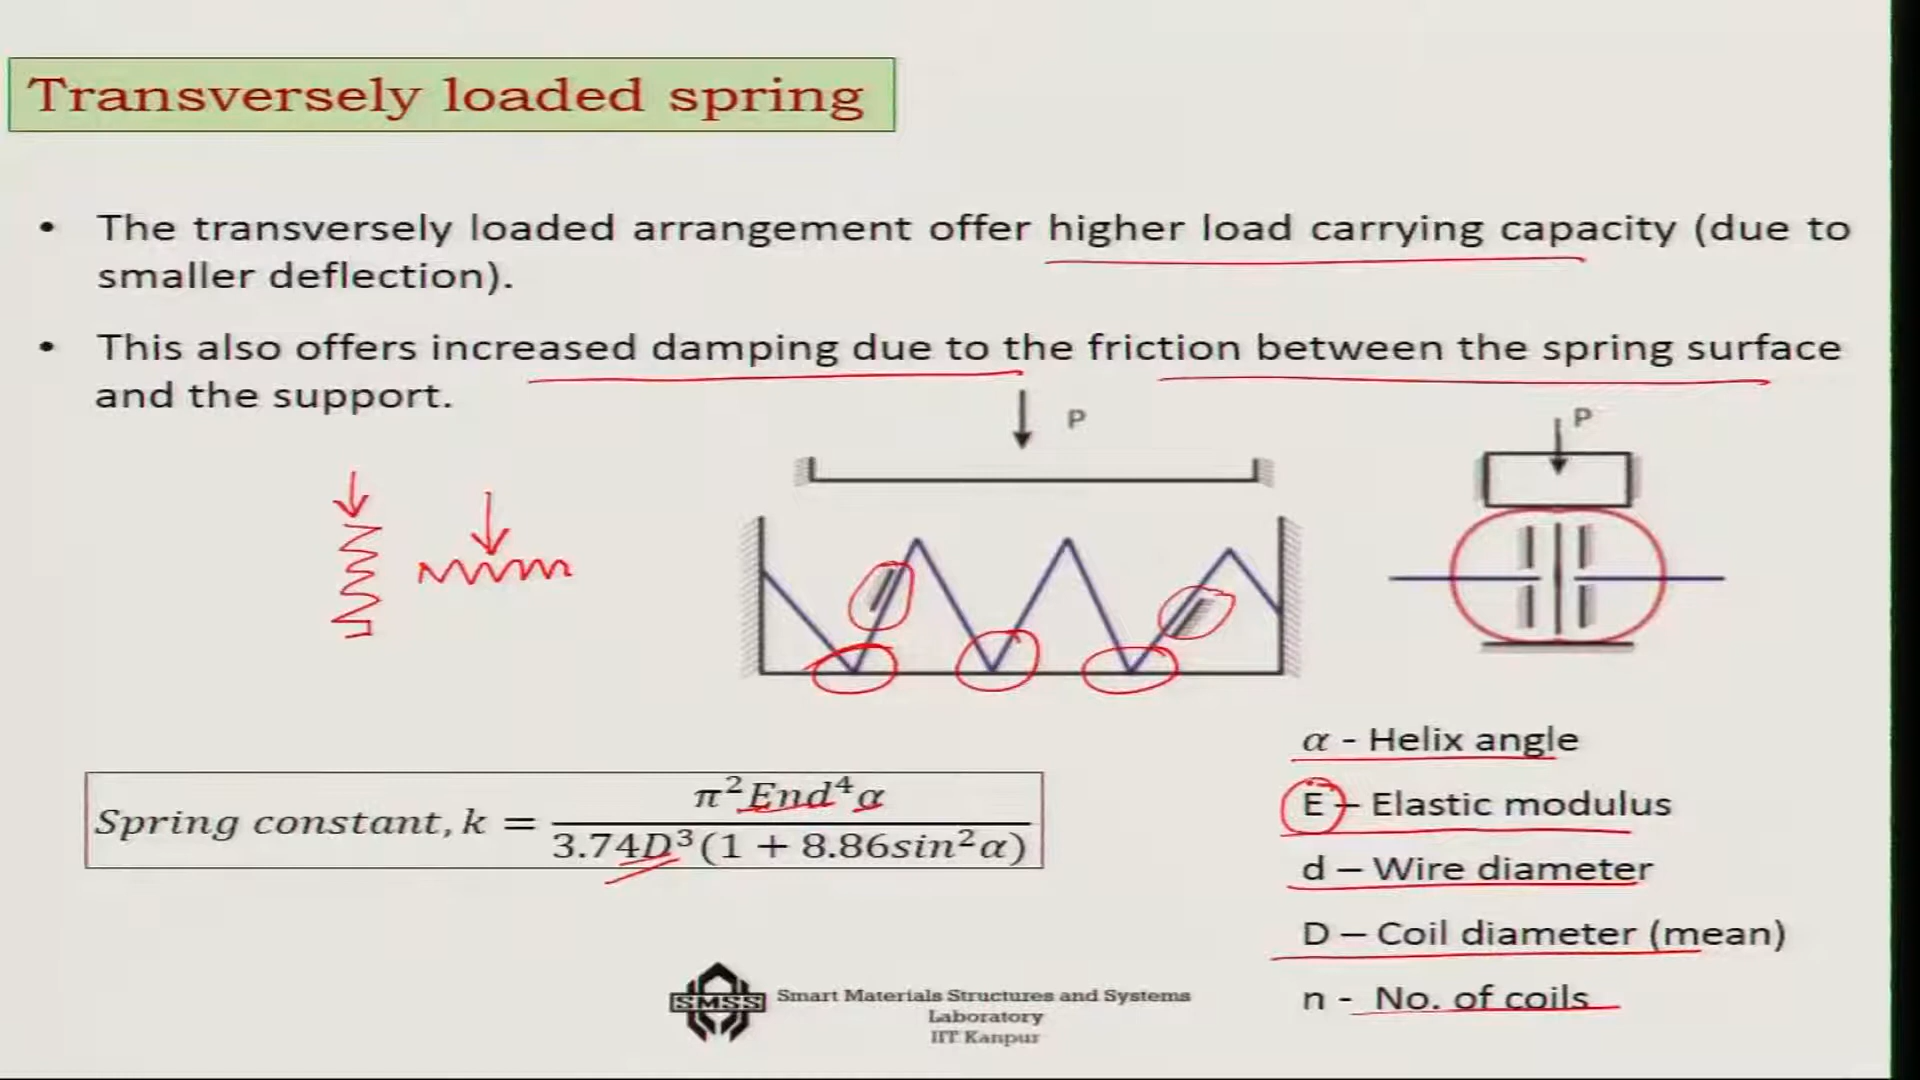 Transversely loaded spring
• The transversely loaded arrangement offer higher load carrying capacity (due to
smaller deflection).
• This also offers increased damping due to the friction between the spring surface
and the support.
P
P
α - Helix angle
E – Elastic modulus
d – Wire diameter
D – Coil diameter (mean)
n - No. of coils
Spring constant, k = π²End⁴α / 3.74D³(1 + 8.86sin²α)
SMSS
Smart Materials Structures and Systems
Laboratory
IIT Kanpur